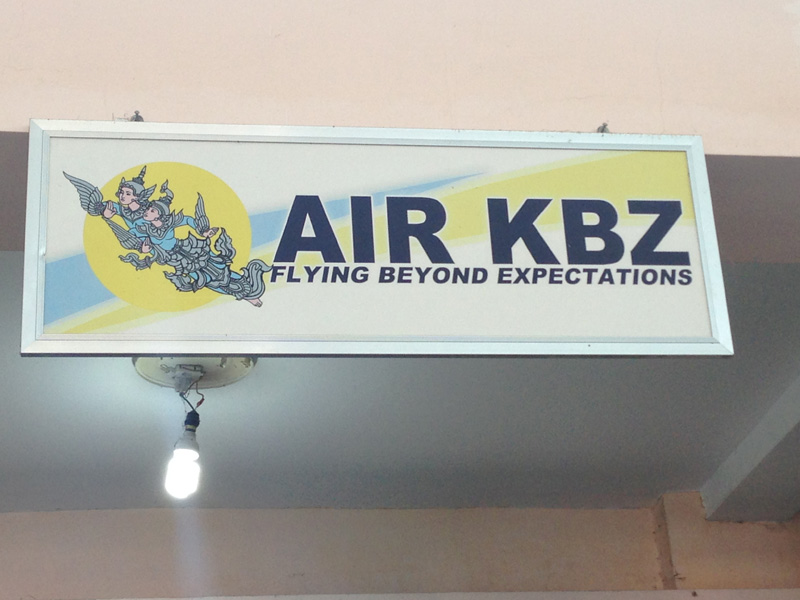 AIR KBZ
FLYING BEYOND EXPECTATIONS